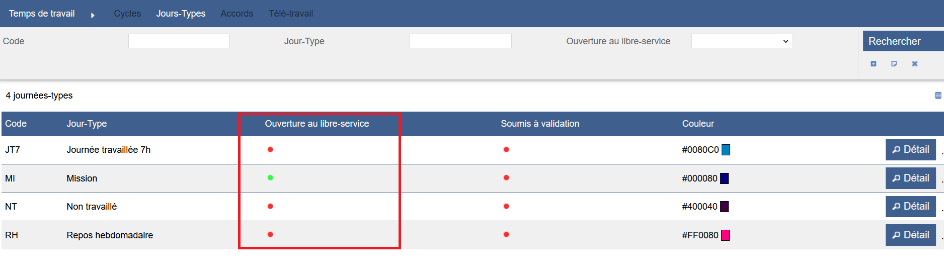 Temps de travail Cycles Jours-Types Accords Télé-travail
Code Jour-Type Ouverture au libre-service Rechercher
4 journées-types
Code Jour-Type Ouverture au libre-service Soumis à validation Couleur
JT7 Journée travaillée 7h #0080C0 Détail
MI Mission #000080 Détail
NT Non travaillé #400040 Détail
RH Repos hebdomadaire #FF0080 Détail